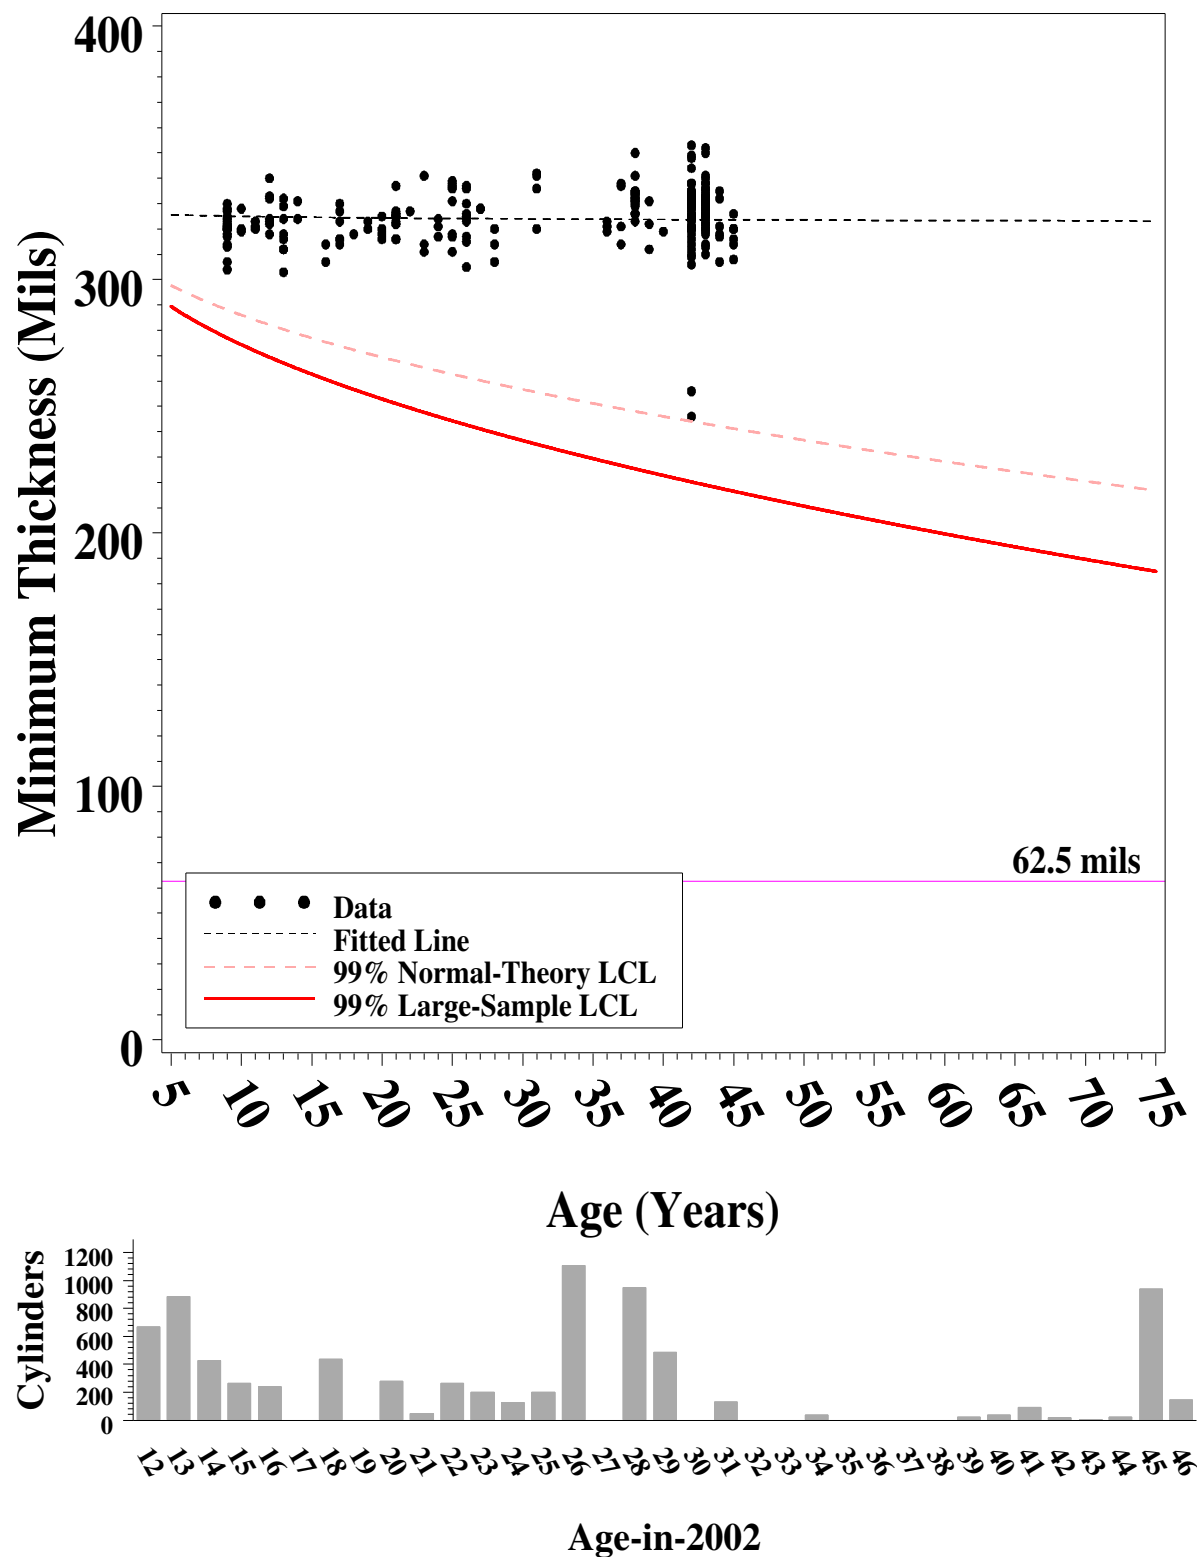 400
300
200
100
0
Minimum Thickness (Mils)
62.5 mils
Data
Fitted Line
99% Normal-Theory LCL
99% Large-Sample LCL
5 10 15 20 25 30 35 40 45 50 55 60 65 70 75
Age (Years)
1200
1000
800
600
400
200
0
Cylinders
12 13 14 15 16 17 18 19 20 21 22 23 24 25 26 27 28 29 30 31 32 33 34 35 36 37 38 39 40 41 42 43 44 45 46
Age-in-2002